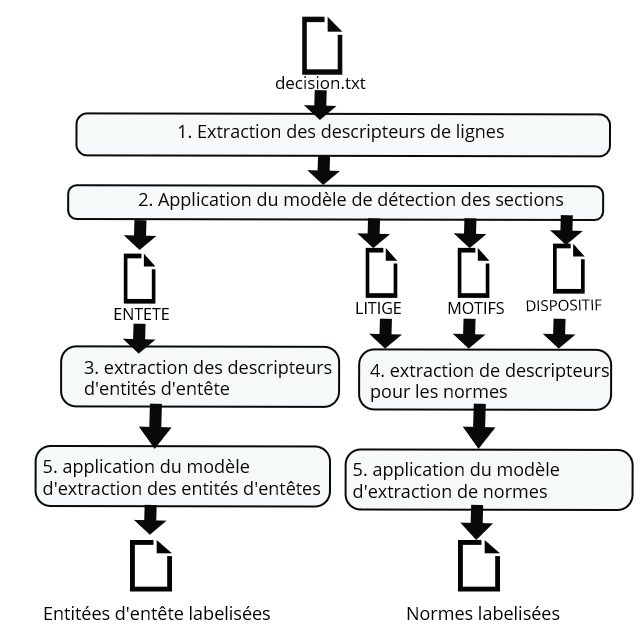 decision.txt
1. Extraction des descripteurs de lignes
2. Application du modèle de détection des sections
ENTETE
LITIGE
MOTIFS
DISPOSITIF
3. extraction des descripteurs
d'entités d'entête
4. extraction de descripteurs
pour les normes
5. application du modèle
d'extraction des entités d'entêtes
5. application du modèle
d'extraction de normes
Entitées d'entête labelisées
Normes labelisées